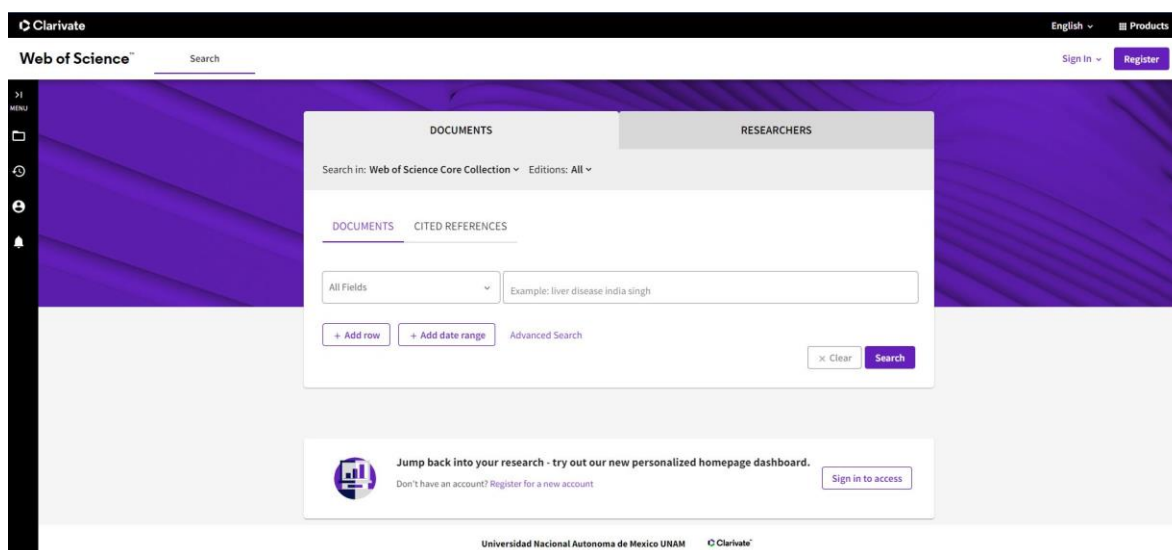 Clarivate
English
Products
Web of Science™
Search
Sign In
Register
MENU
DOCUMENTS
RESEARCHERS
Search in: Web of Science Core Collection Editions: All
DOCUMENTS
CITED REFERENCES
All Fields
Example: liver disease india singh
+ Add row
+ Add date range
Advanced Search
× Clear
Search
Jump back into your research - try out our new personalized homepage dashboard.
Don't have an account? Register for a new account
Sign in to access
Universidad Nacional Autonoma de Mexico UNAM
Clarivate™